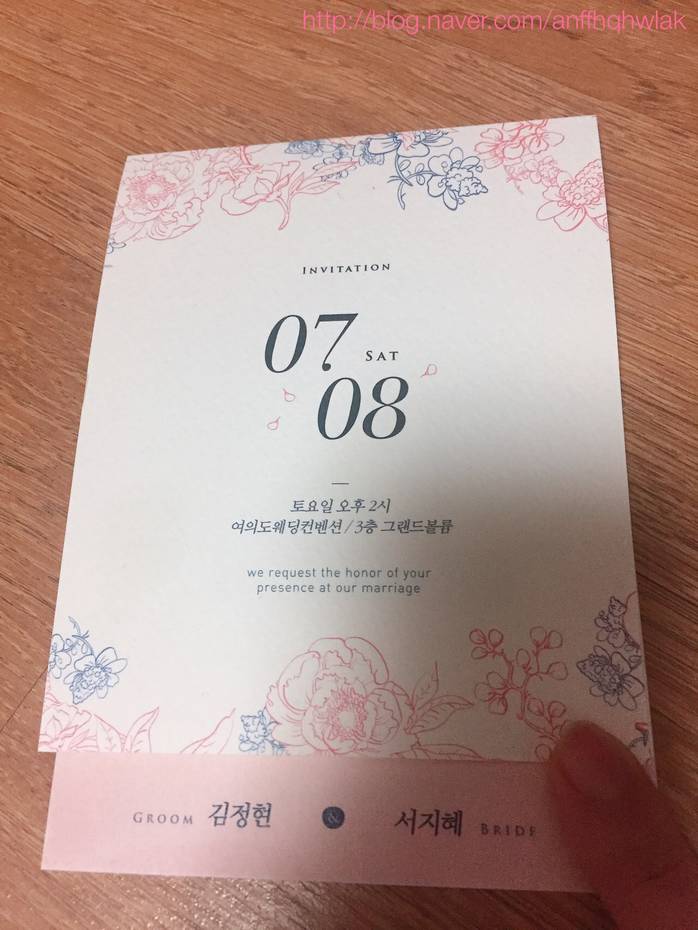 http://blog.naver.com/anffhqhwlak
INVITATION
07
SAT
08
토요일 오후 2시
여의도웨딩컨벤션 / 3층 그랜드볼룸
we request the honor of your
presence at our marriage
GROOM 김정현 & 서지혜 BRIDE